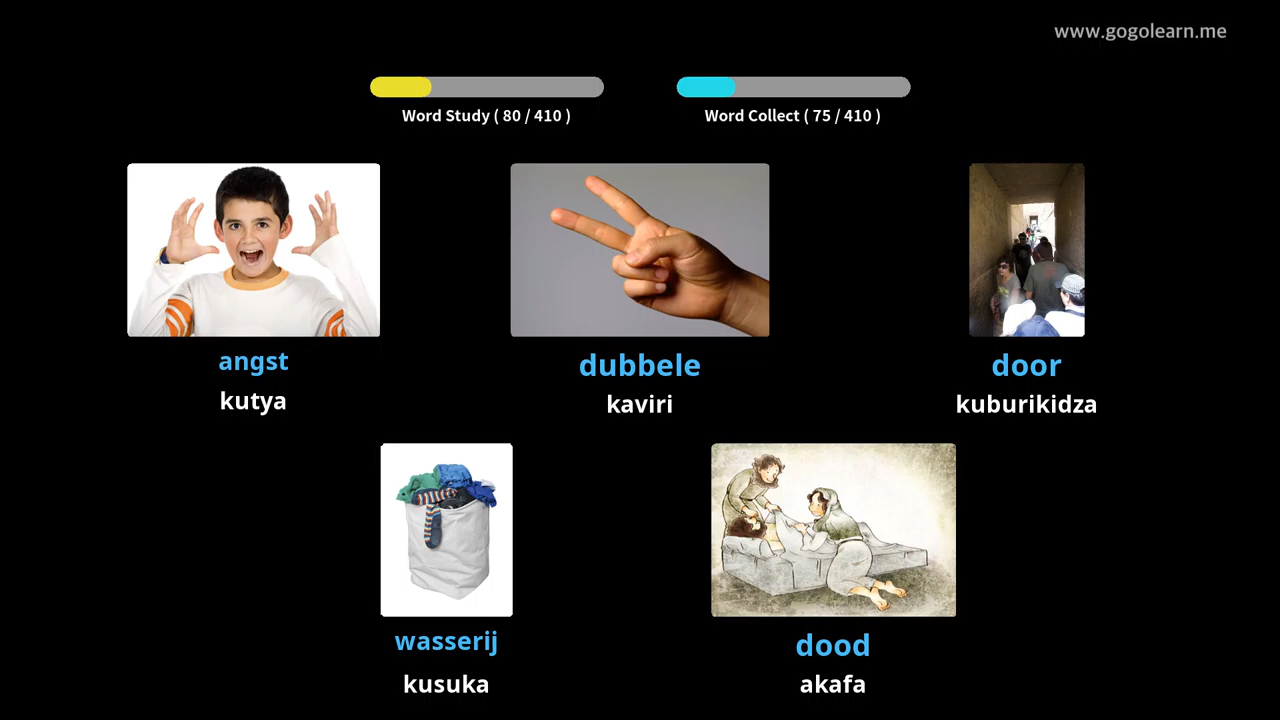 www.gogolearn.me
Word Study ( 80 / 410 )
Word Collect ( 75 / 410 )
angst
kutya
dubbele
kaviri
door
kuburikidza
wasserij
kusuka
dood
akafa